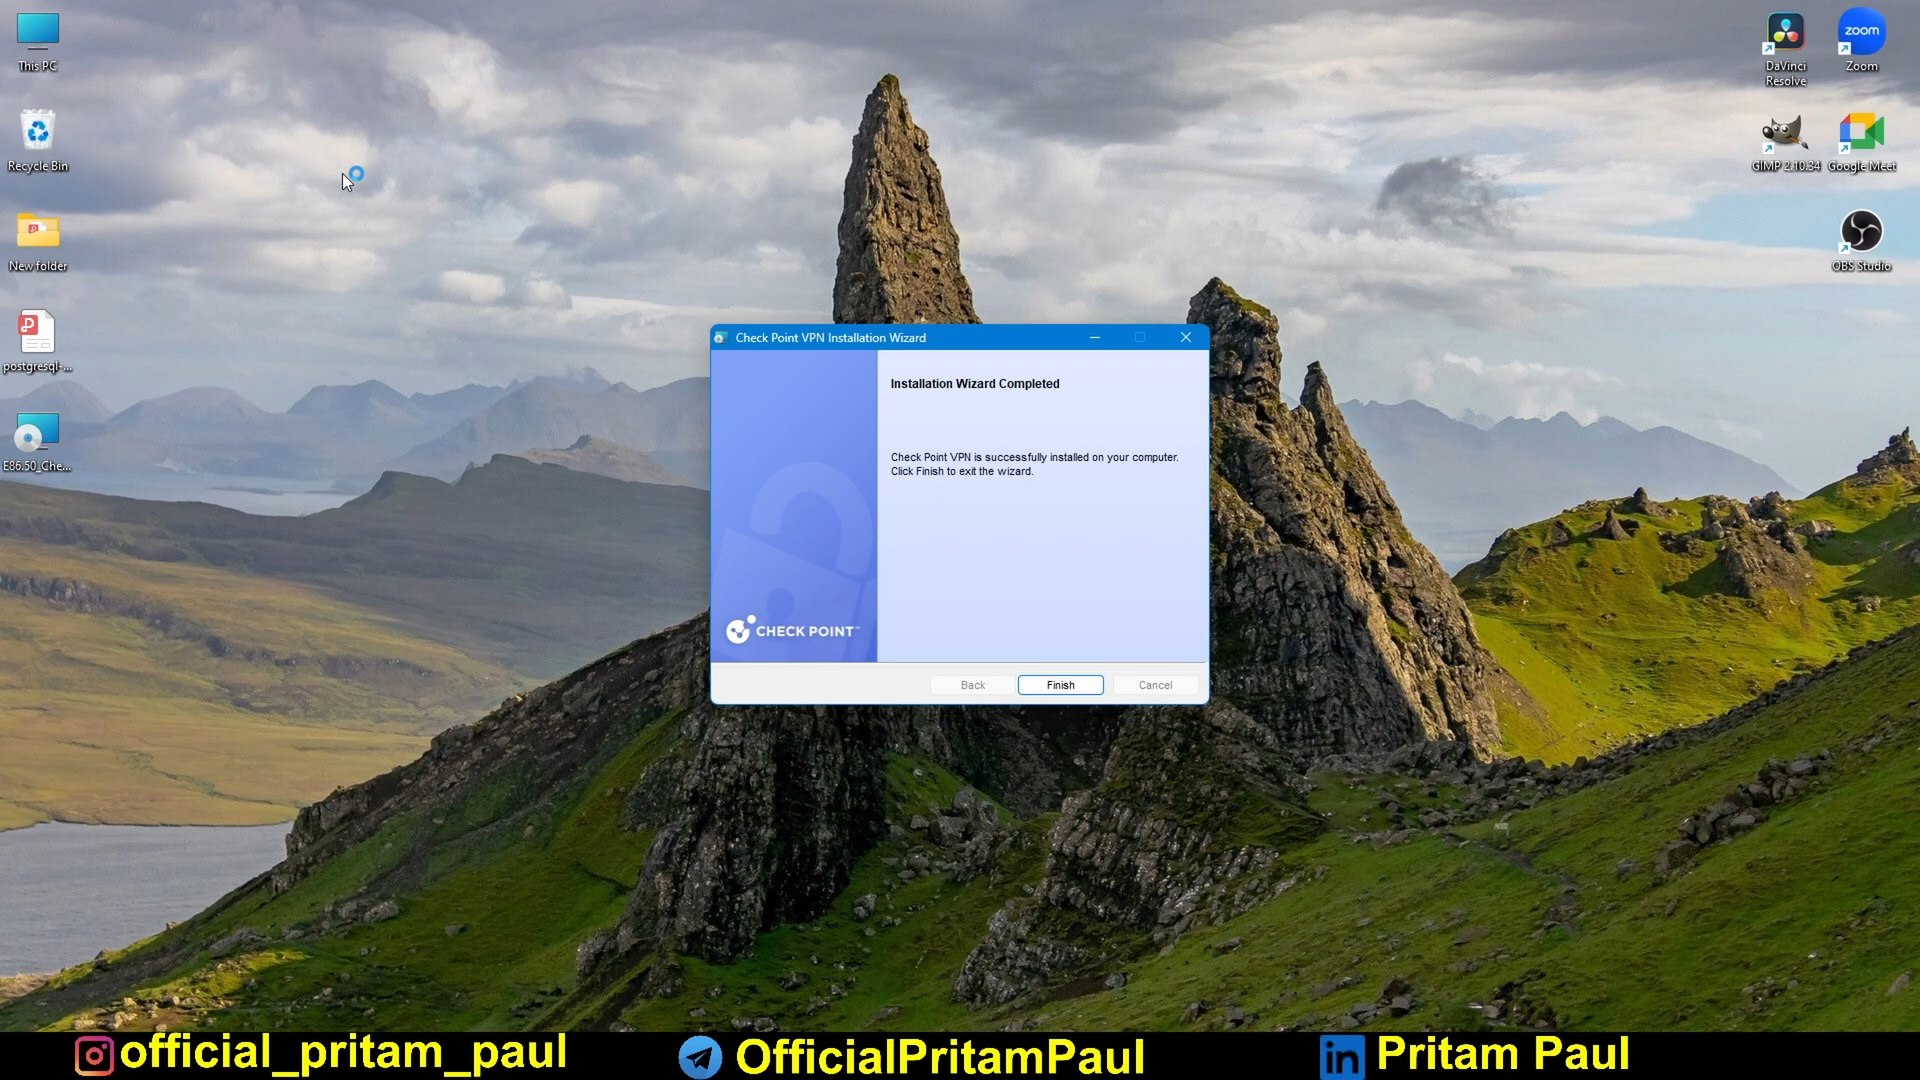 This PC
Recycle Bin
New folder
postgresql-...
E86.50_Che...
DaVinci
Resolve
Zoom
zoom
GIMP 2.10.34
Google Meet
OBS Studio
Check Point VPN Installation Wizard
Installation Wizard Completed
Check Point VPN is successfully installed on your computer.
Click Finish to exit the wizard.
CHECK POINT™
Back
Finish
Cancel
official_pritam_paul
OfficialPritamPaul
in
Pritam Paul